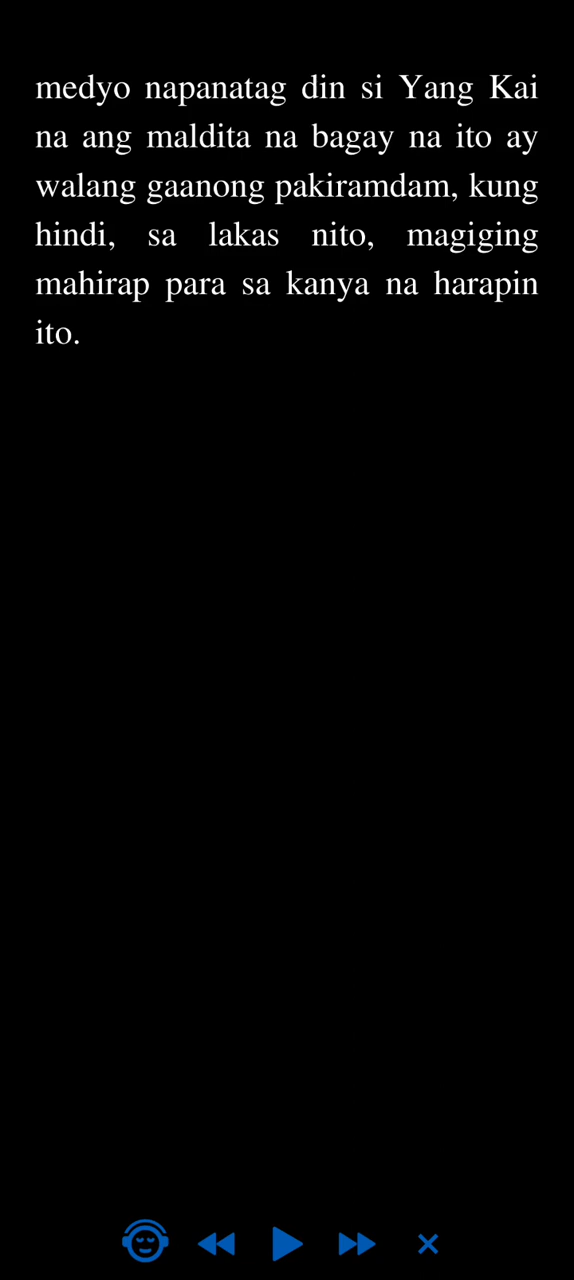 medyo napanatag din si Yang Kai
na ang maldita na bagay na ito ay
walang gaanong pakiramdam, kung
hindi, sa lakas nito, magiging
mahirap para sa kanya na harapin
ito.